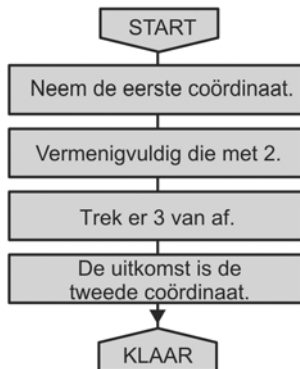 START
Neem de eerste coördinaat.
Vermenigvuldig die met 2.
Trek er 3 van af.
De uitkomst is de
tweede coördinaat.
KLAAR